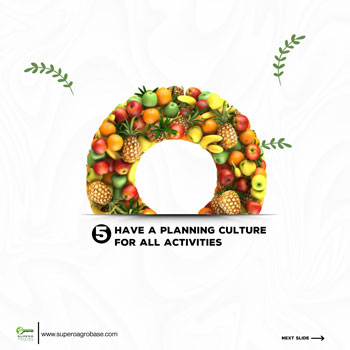 5 HAVE A PLANNING CULTURE
FOR ALL ACTIVITIES
www.superoagrobase.com
NEXT SLIDE